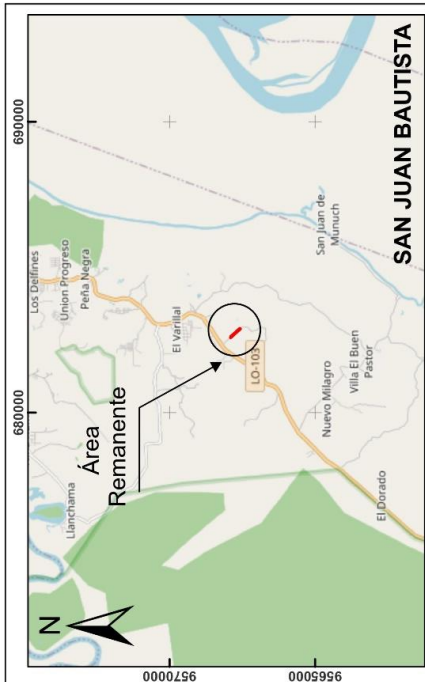 N
Llanchama
Los Delfines
Union Progreso
Peña Negra
Área
Remanente
El Varillal
LO-103
Nuevo Milagro
Villa El Buen
Pastor
San Juan de
Munuch
El Dorado
SAN JUAN BAUTISTA
680000
690000
9570000
9565000